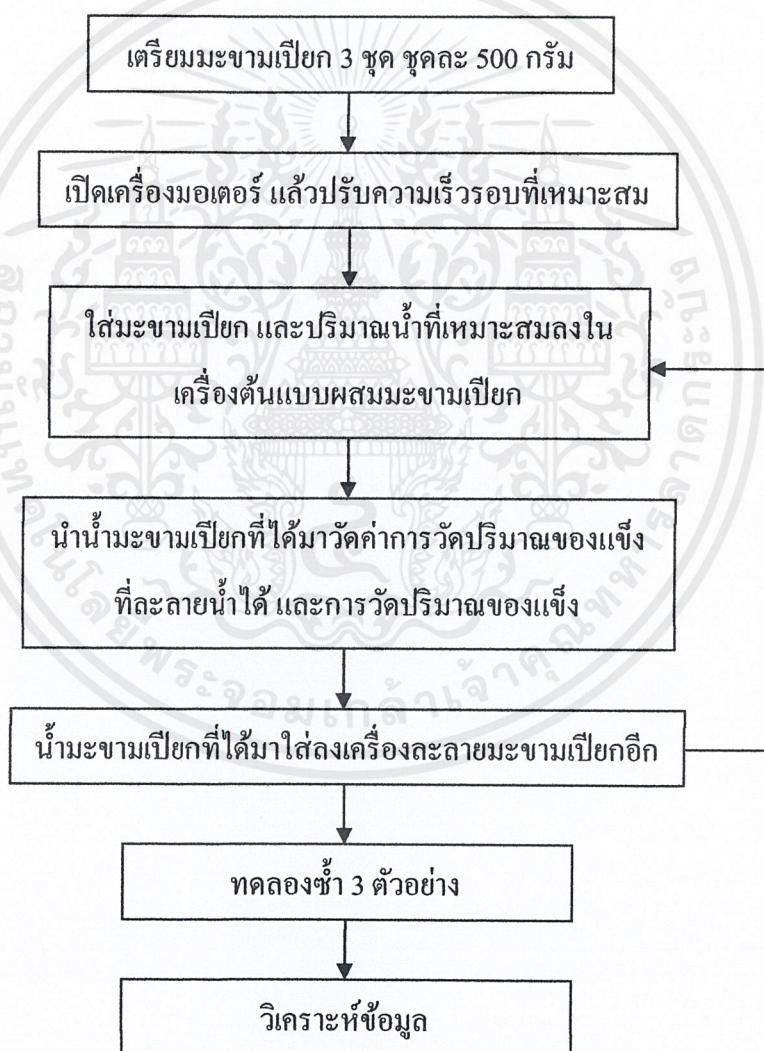 เตรียมมะขามเปียก 3 ชุด ชุดละ 500 กรัม
เปิดเครื่องมอเตอร์ แล้วปรับความเร็วรอบที่เหมาะสม
ใส่มะขามเปียก และปริมาณน้ำที่เหมาะสมลงใน
เครื่องต้นแบบผสมมะขามเปียก
นำน้ำมะขามเปียกที่ได้มาวัดค่าการวัดปริมาณของแข็ง
ที่ละลายน้ำได้ และการวัดปริมาณของแข็ง
น้ำมะขามเปียกที่ได้มาใส่ลงเครื่องละลายมะขามเปียกอีก
ทดลองซ้ำ 3 ตัวอย่าง
วิเคราะห์ข้อมูล